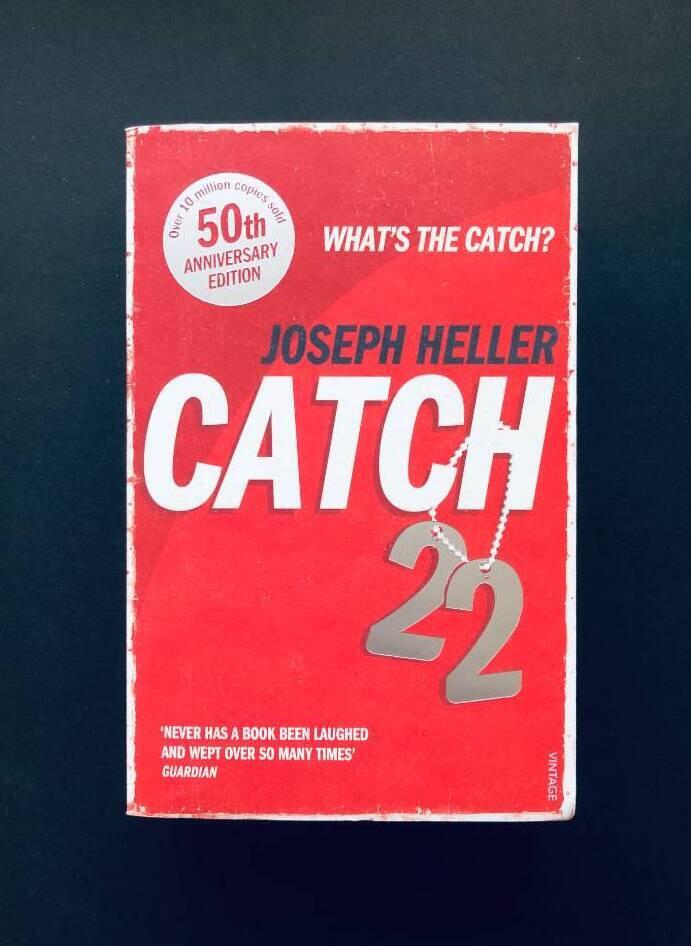 Over 10 million copies sold
50th
ANNIVERSARY
EDITION
WHAT'S THE CATCH?
JOSEPH HELLER
CATCH
22
'NEVER HAS A BOOK BEEN LAUGHED
AND WEPT OVER SO MANY TIMES'
GUARDIAN
VINTAGE